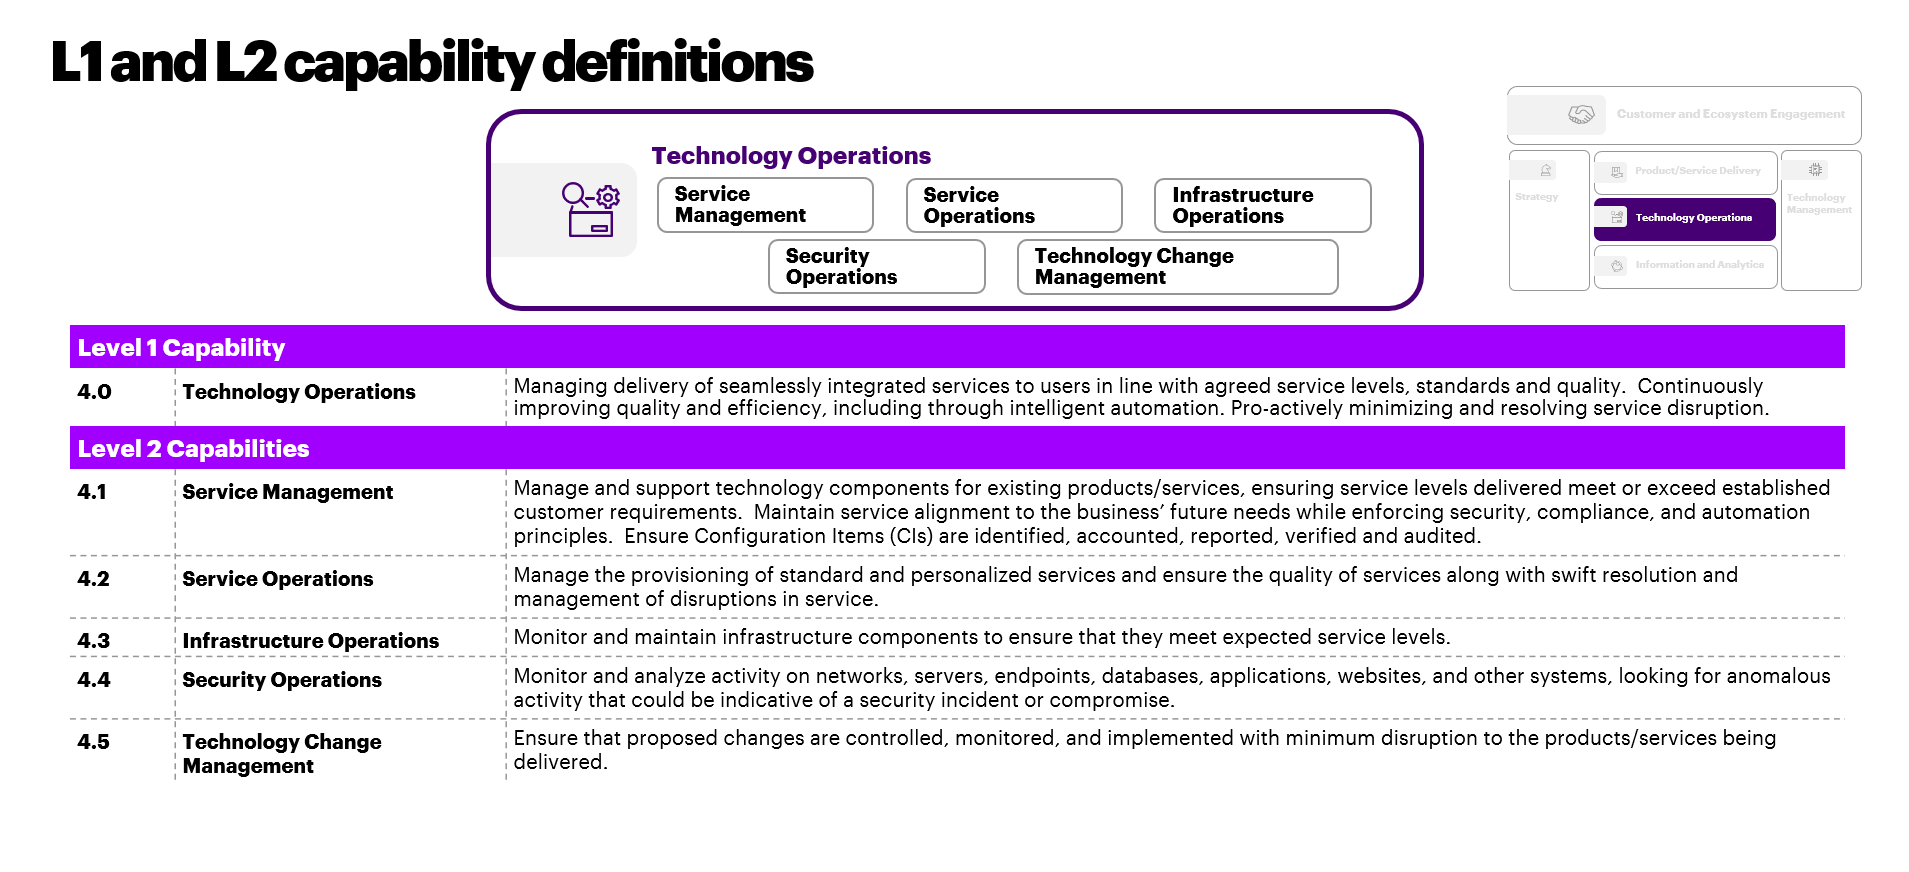 L1 and L2 capability definitions
Technology Operations
Service
Management
Service
Operations
Infrastructure
Operations
Security
Operations
Technology Change
Management
Customer and Ecosystem Engagement
Strategy
Product/Service Delivery
Technology Operations
Information and Analytics
Technology
Management
Level 1 Capability
4.0
Technology Operations
Managing delivery of seamlessly integrated services to users in line with agreed service levels, standards and quality.  Continuously
improving quality and efficiency, including through intelligent automation. Pro-actively minimizing and resolving service disruption.
Level 2 Capabilities
4.1
Service Management
Manage and support technology components for existing products/services, ensuring service levels delivered meet or exceed established
customer requirements.  Maintain service alignment to the business’ future needs while enforcing security, compliance, and automation
principles.  Ensure Configuration Items (CIs) are identified, accounted, reported, verified and audited.
4.2
Service Operations
Manage the provisioning of standard and personalized services and ensure the quality of services along with swift resolution and
management of disruptions in service.
4.3
Infrastructure Operations
Monitor and maintain infrastructure components to ensure that they meet expected service levels.
4.4
Security Operations
Monitor and analyze activity on networks, servers, endpoints, databases, applications, websites, and other systems, looking for anomalous
activity that could be indicative of a security incident or compromise.
4.5
Technology Change
Management
Ensure that proposed changes are controlled, monitored, and implemented with minimum disruption to the products/services being
delivered.